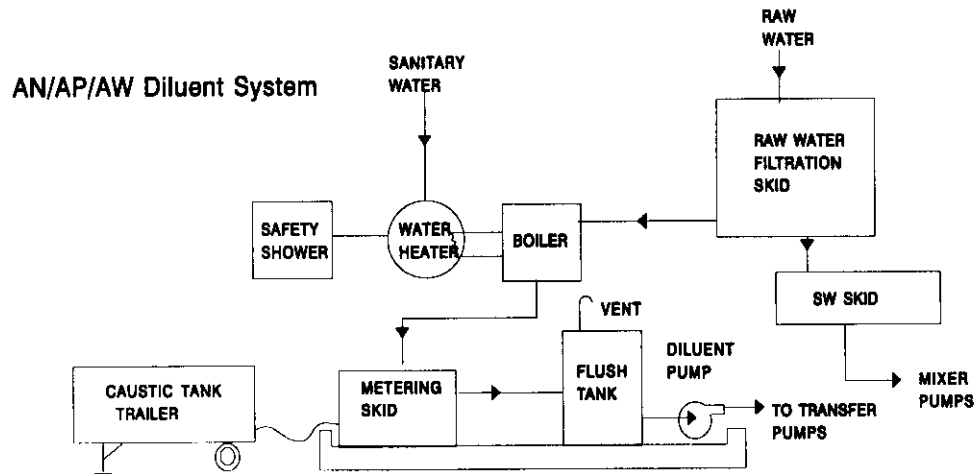 RAW
WATER
SANITARY
WATER
AN/AP/AW Diluent System
RAW WATER
FILTRATION
SKID
SAFETY
SHOWER
WATER
HEATER
BOILER
SW SKID
VENT
DILUENT
PUMP
FLUSH
TANK
METERING
SKID
CAUSTIC TANK
TRAILER
MIXER
PUMPS
TO TRANSFER
PUMPS